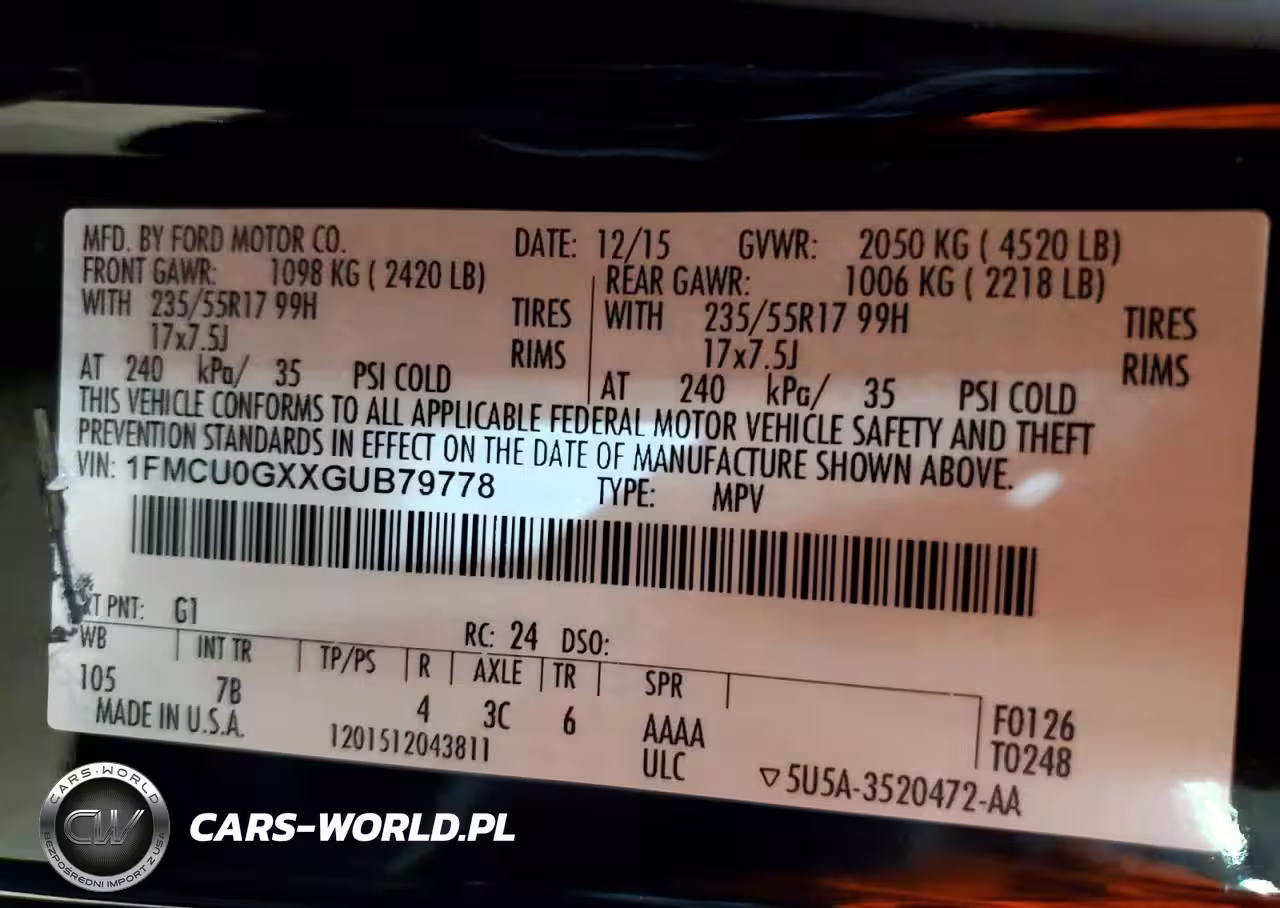 MFD. BY FORD MOTOR CO. DATE: 12/15 GVWR: 2050 KG ( 4520 LB)
FRONT GAWR: 1098 KG ( 2420 LB) REAR GAWR: 1006 KG ( 2218 LB)
WITH 235/55R17 99H TIRES WITH 235/55R17 99H TIRES
17x7.5J RIMS 17x7.5J RIMS
AT 240 kPa/ 35 PSI COLD AT 240 kPa/ 35 PSI COLD
THIS VEHICLE CONFORMS TO ALL APPLICABLE FEDERAL MOTOR VEHICLE SAFETY AND THEFT
PREVENTION STANDARDS IN EFFECT ON THE DATE OF MANUFACTURE SHOWN ABOVE.
VIN: 1FMCU0GXXGUB79778 TYPE: MPV
PNT: G1 RC: 24 DSO:
WB INT TR TP/PS R AXLE TR SPR
105 7B 4 3C 6 AAAA F0126
MADE IN U.S.A. 1201512043811 ULC T0248
▽5U5A-3520472-AA
CARS-WORLD
CW
BEZPOŚREDNI IMPORT Z USA
CARS-WORLD.PL